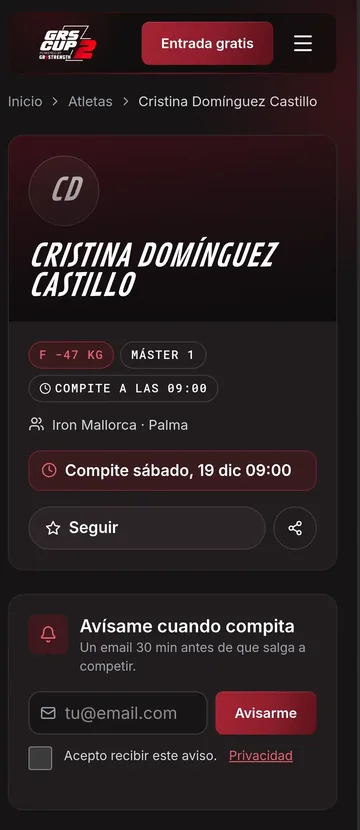 GRS
CUP 2
GRISTRENGTH
Entrada gratis
Inicio > Atletas > Cristina Domínguez Castillo
CD
CRISTINA DOMÍNGUEZ
CASTILLO
F -47 KG
MÁSTER 1
COMPITE A LAS 09:00
Iron Mallorca · Palma
Compite sábado, 19 dic 09:00
Seguir
Avísame cuando compita
Un email 30 min antes de que salga a
competir.
tu@email.com
Avisarme
Acepto recibir este aviso. Privacidad